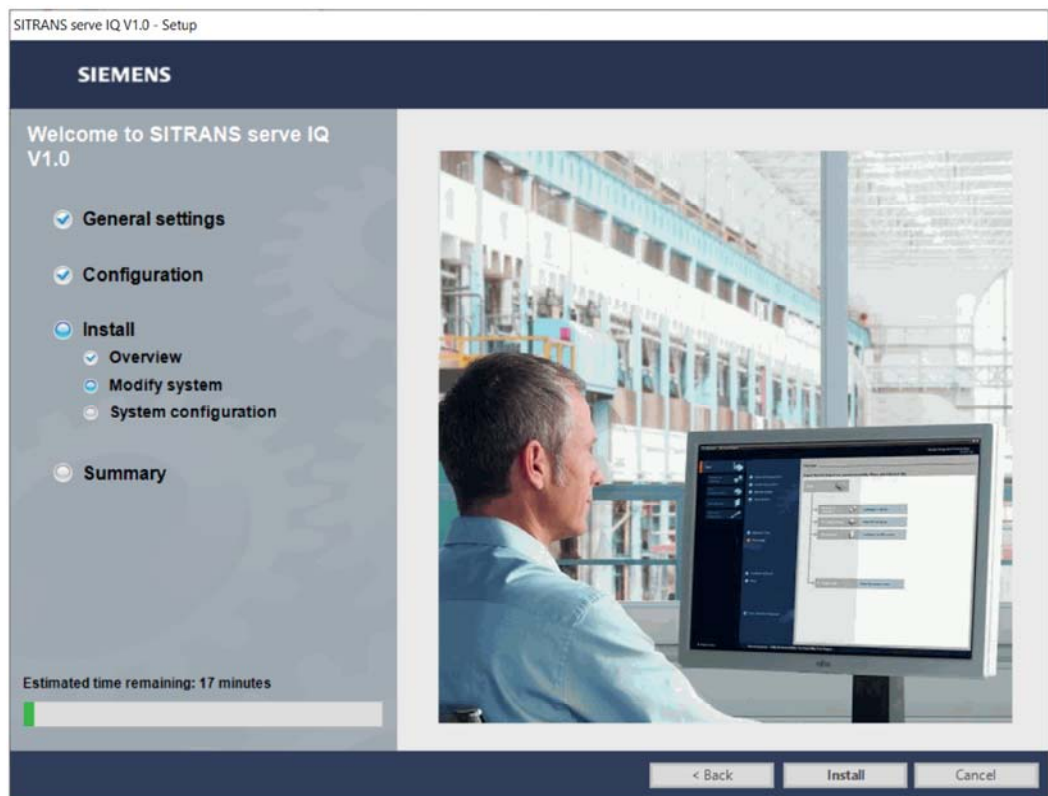 SITRANS serve IQ V1.0 - Setup
SIEMENS
Welcome to SITRANS serve IQ
V1.0
General settings
Configuration
Install
Overview
Modify system
System configuration
Summary
Estimated time remaining: 17 minutes
< Back
Install
Cancel